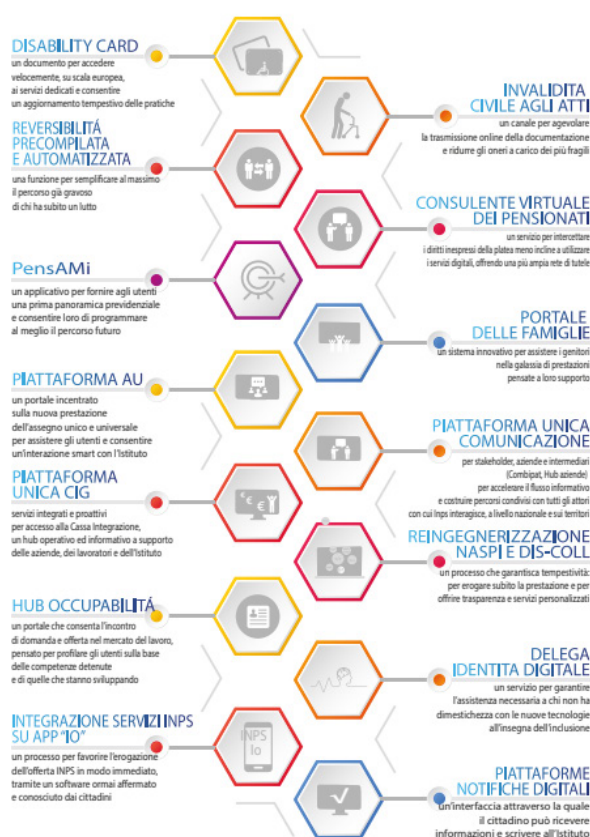 DISABILITY CARD
un documento per accedere
velocemente, su scala europea,
ai servizi dedicati e consentire
un aggiornamento tempestivo delle pratiche
INVALIDITA
CIVILE AGLI ATTI
un canale per agevolare
la trasmissione online della documentazione
e ridurre gli oneri a carico dei più fragili
REVERSIBILITÁ
PRECOMPILATA
E AUTOMATIZZATA
una funzione per semplificare al massimo
il percorso già gravoso
di chi ha subito un lutto
CONSULENTE VIRTUALE
DEI PENSIONATI
un servizio per intercettare
i diritti inespressi della platea meno incline a utilizzare
i servizi digitali, offrendo una più ampia rete di tutele
PensAMi
un applicativo per fornire agli utenti
una prima panoramica previdenziale
e consentire loro di programmare
al meglio il percorso futuro
PORTALE
DELLE FAMIGLIE
un sistema innovativo per assistere i genitori
nella galassia di prestazioni
pensate a loro supporto
PIATTAFORMA AU
un portale incentrato
sulla nuova prestazione
dell'assegno unico e universale
per assistere gli utenti e consentire
un'interazione smart con l'Istituto
PIATTAFORMA UNICA
COMUNICAZIONE
per stakeholder, aziende e intermediari
(Combipat, Hub aziende)
per accelerare il flusso informativo
e costruire percorsi condivisi con tutti gli attori
con cui Inps interagisce, a livello nazionale e sui territori
PIATTAFORMA
UNICA CIG
servizi integrati e proattivi
per accesso alla Cassa Integrazione,
un hub operativo ed informativo a supporto
delle aziende, dei lavoratori e dell'Istituto
€ € T
REINGEGNERIZZAZIONE
NASPI E DIS-COLL
un processo che garantisca tempestività:
per erogare subito la prestazione e per
offrire trasparenza e servizi personalizzati
HUB OCCUPABILITÁ
un portale che consenta l'incontro
di domanda e offerta nel mercato del lavoro,
pensato per profilare gli utenti sulla base
delle competenze detenute
e di quelle che stanno sviluppando
DELEGA
IDENTITA DIGITALE
un servizio per garantire
l'assistenza necessaria a chi non ha
dimestichezza con le nuove tecnologie
all'insegna dell'inclusione
INTEGRAZIONE SERVIZI INPS
SU APP "IO"
un processo per favorire l'erogazione
dell'offerta INPS in modo immediato,
tramite un software ormai affermato
e conosciuto dai cittadini
INPS
Io
PIATTAFORME
NOTIFICHE DIGITALI
un'interfaccia attraverso la quale
il cittadino può ricevere
informazioni e scrivere all'Istituto